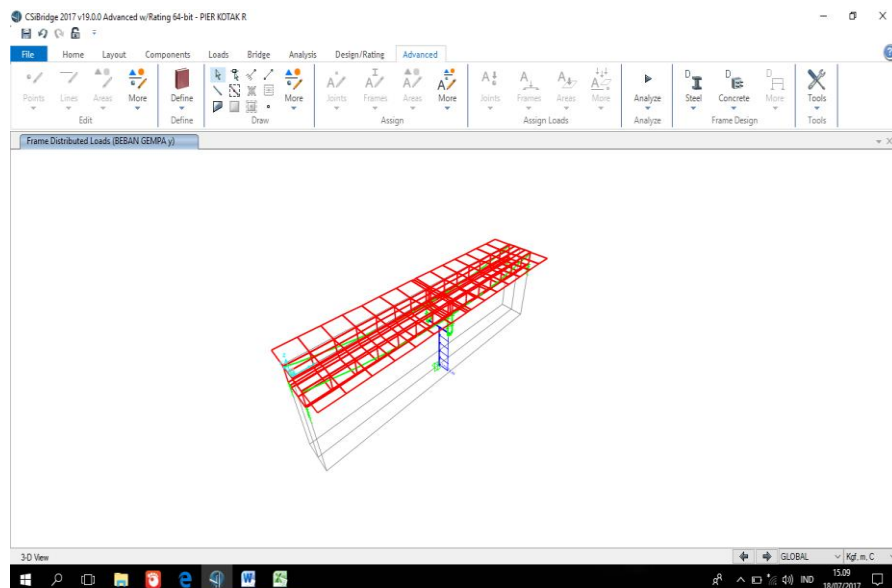 CSiBridge 2017 v19.0.0 Advanced w/Rating 64-bit - PIER KOTAK R
File Home Layout Components Loads Bridge Analysis Design/Rating Advanced
Points Lines Areas More Define More Joints Frames Areas More Joints Frames Areas More Analyze Steel Concrete More Tools
Edit Define Draw Assign Assign Loads Analyze Frame Design Tools
Frame Distributed Loads (BEBAN GEMPA y)
3-D View GLOBAL Kgf, m, C
IND 15.09
18/07/2017